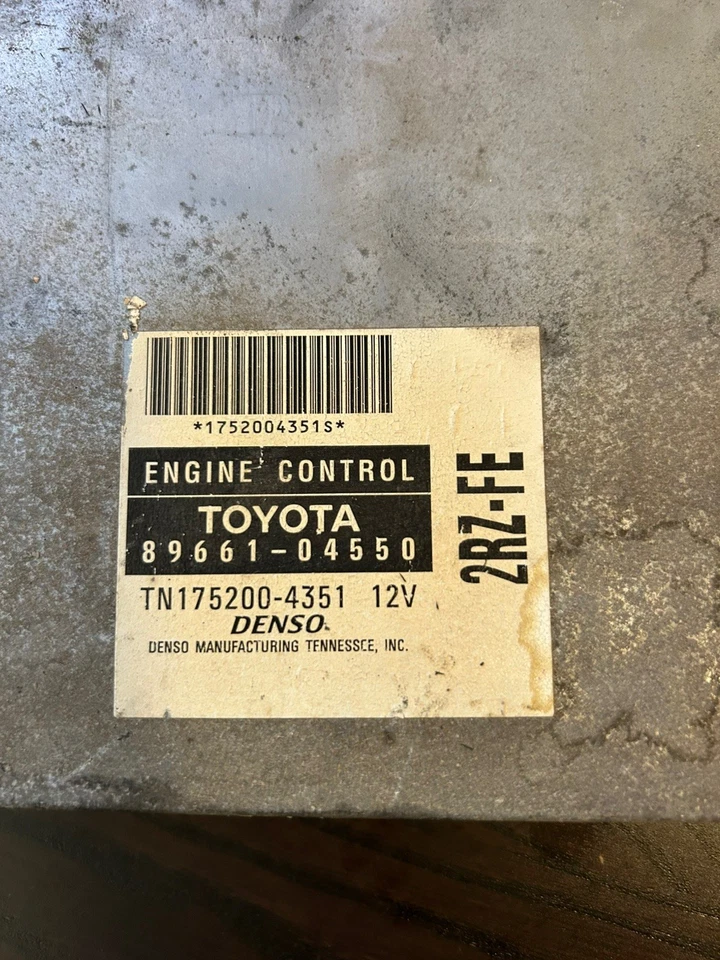 *1752004351S*
ENGINE CONTROL
TOYOTA
89661-04550
2RZ-FE
TN175200-4351 12V
DENSO
DENSO MANUFACTURING TENNESSEE, INC.